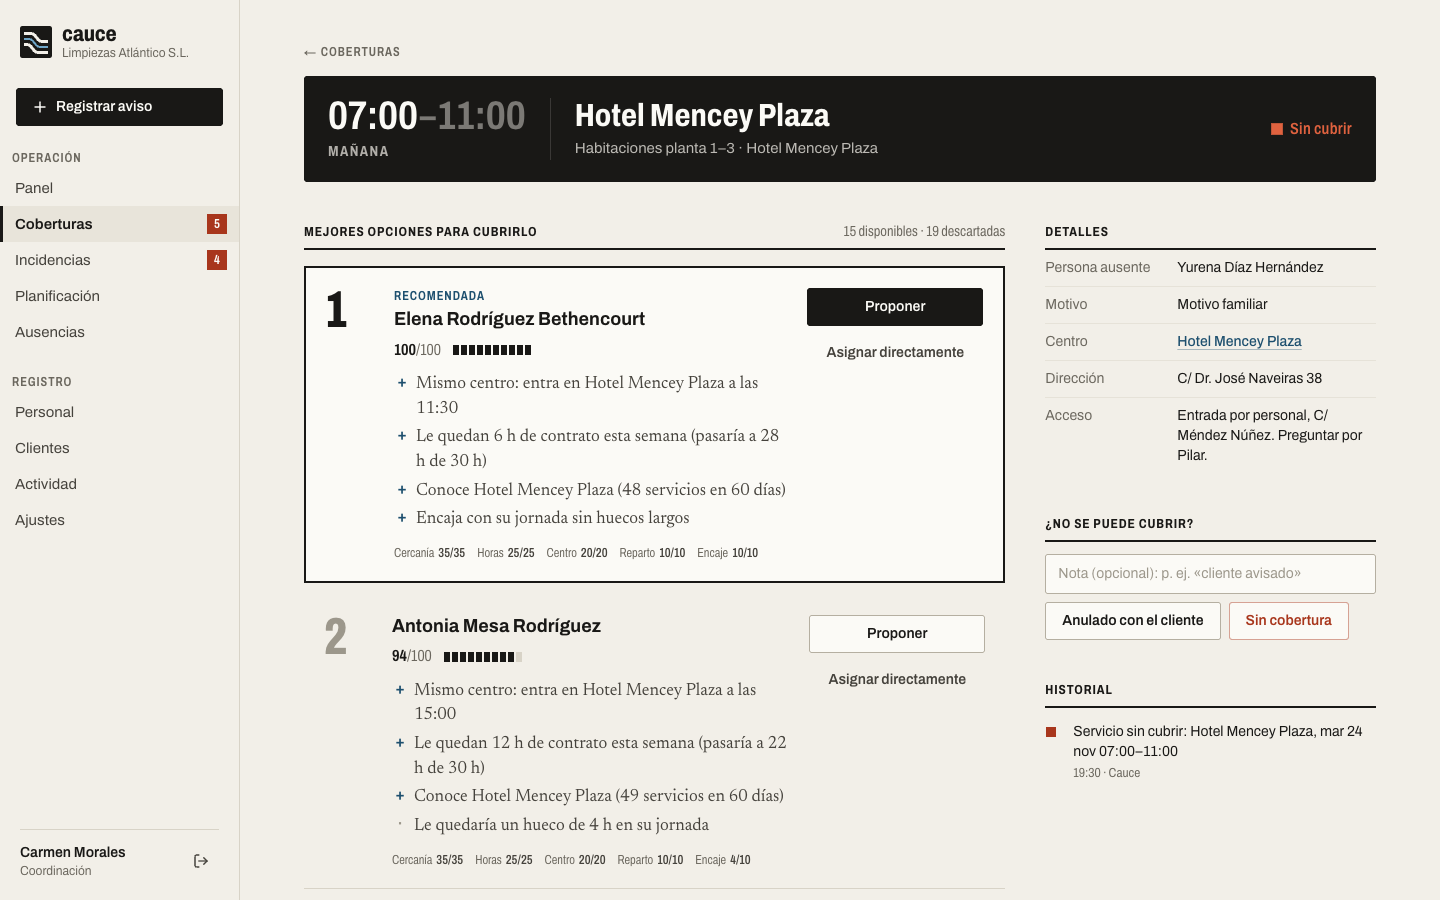 cauce
Limpiezas Atlántico S.L.
Registrar aviso
OPERACIÓN
Panel
Coberturas 5
Incidencias 4
Planificación
Ausencias
REGISTRO
Personal
Clientes
Actividad
Ajustes
Carmen Morales
Coordinación
← COBERTURAS
07:00–11:00
MAÑANA
Hotel Mencey Plaza
Habitaciones planta 1–3 · Hotel Mencey Plaza
Sin cubrir
MEJORES OPCIONES PARA CUBRIRLO
15 disponibles · 19 descartadas
1
RECOMENDADA
Elena Rodríguez Bethencourt
100/100
+ Mismo centro: entra en Hotel Mencey Plaza a las
11:30
+ Le quedan 6 h de contrato esta semana (pasaría a 28
h de 30 h)
+ Conoce Hotel Mencey Plaza (48 servicios en 60 días)
+ Encaja con su jornada sin huecos largos
Cercanía 35/35 Horas 25/25 Centro 20/20 Reparto 10/10 Encaje 10/10
Proponer
Asignar directamente
2
Antonia Mesa Rodríguez
94/100
+ Mismo centro: entra en Hotel Mencey Plaza a las
15:00
+ Le quedan 12 h de contrato esta semana (pasaría a 22
h de 30 h)
+ Conoce Hotel Mencey Plaza (49 servicios en 60 días)
· Le quedaría un hueco de 4 h en su jornada
Cercanía 35/35 Horas 25/25 Centro 20/20 Reparto 10/10 Encaje 4/10
Proponer
Asignar directamente
DETALLES
Persona ausente Yurena Díaz Hernández
Motivo Motivo familiar
Centro Hotel Mencey Plaza
Dirección C/ Dr. José Naveiras 38
Acceso Entrada por personal, C/
Méndez Núñez. Preguntar por
Pilar.
¿NO SE PUEDE CUBRIR?
Nota (opcional): p. ej. «cliente avisado»
Anulado con el cliente
Sin cobertura
HISTORIAL
Servicio sin cubrir: Hotel Mencey Plaza, mar 24
nov 07:00–11:00
19:30 · Cauce